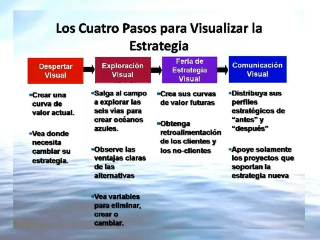 Los Cuatro Pasos para Visualizar la
Estrategia
Despertar
Visual
Exploración
Visual
Feria de
Estrategia
Visual
Comunicación
Visual
Crear una
curva de
valor actual.
Vea donde
necesita
cambiar su
estrategia.
Salga al campo
a explorar las
seis vías para
crear océanos
azules.
Observe las
ventajas claras
de las
alternativas
Vea variables
para eliminar,
crear o
cambiar.
Crea sus curvas
de valor futuras
Obtenga
retroalimentación
de los clientes y
los no-clientes
Distribuya sus
perfiles
estratégicos de
“antes” y
“después”
Apoye solamente
los proyectos que
soportan la
estrategia nueva